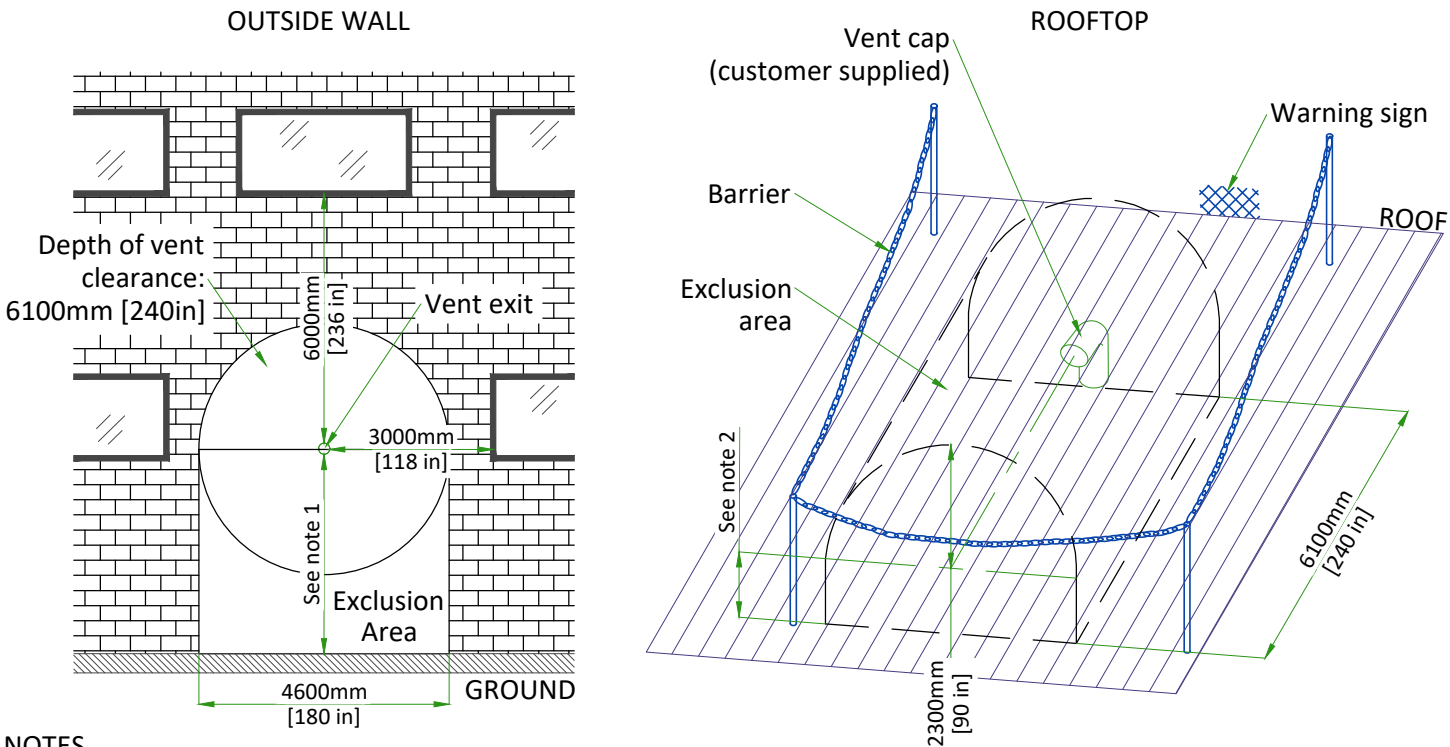 OUTSIDE WALL
Depth of vent
clearance:
6100mm [240in]
6000mm
[236 in]
Vent exit
3000mm
[118 in]
See note 1
Exclusion
Area
4600mm
[180 in]
GROUND
NOTES
ROOFTOP
Vent cap
(customer supplied)
Warning sign
Barrier
ROOF
Exclusion
area
See note 2
6100mm
[240 in]
2300mm
[90 in]